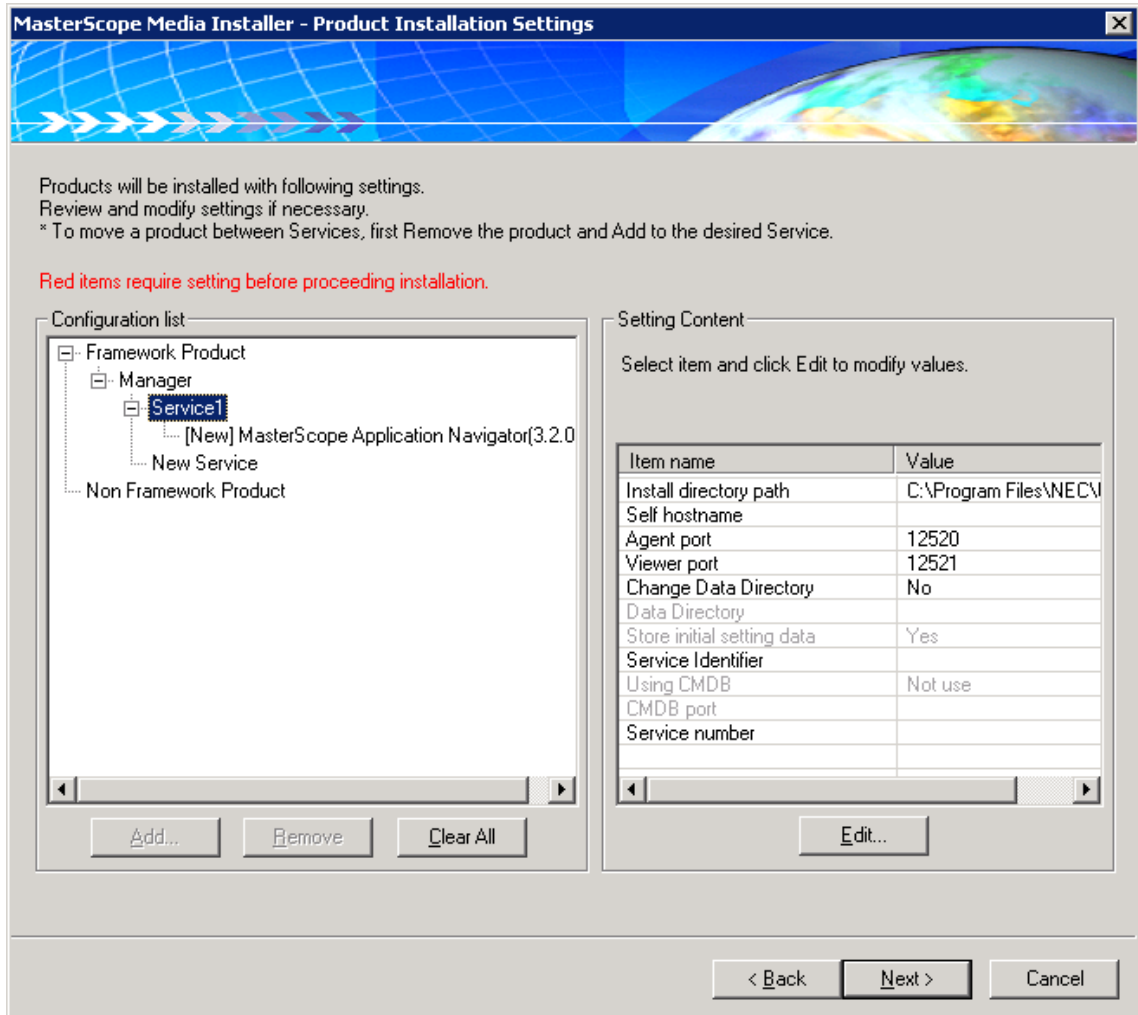 MasterScope Media Installer - Product Installation Settings
Products will be installed with following settings.
Review and modify settings if necessary.
* To move a product between Services, first Remove the product and Add to the desired Service.
Red items require setting before proceeding installation.
Configuration list
Framework Product
Manager
Service1
[New] MasterScope Application Navigator(3.2.0
New Service
Non Framework Product
Add...
Remove
Clear All
Setting Content
Select item and click Edit to modify values.
Item name Value
Install directory path C:\Program Files\NEC\
Self hostname
Agent port 12520
Viewer port 12521
Change Data Directory No
Data Directory
Store initial setting data Yes
Service Identifier
Using CMDB Not use
CMDB port
Service number
Edit...
< Back
Next >
Cancel